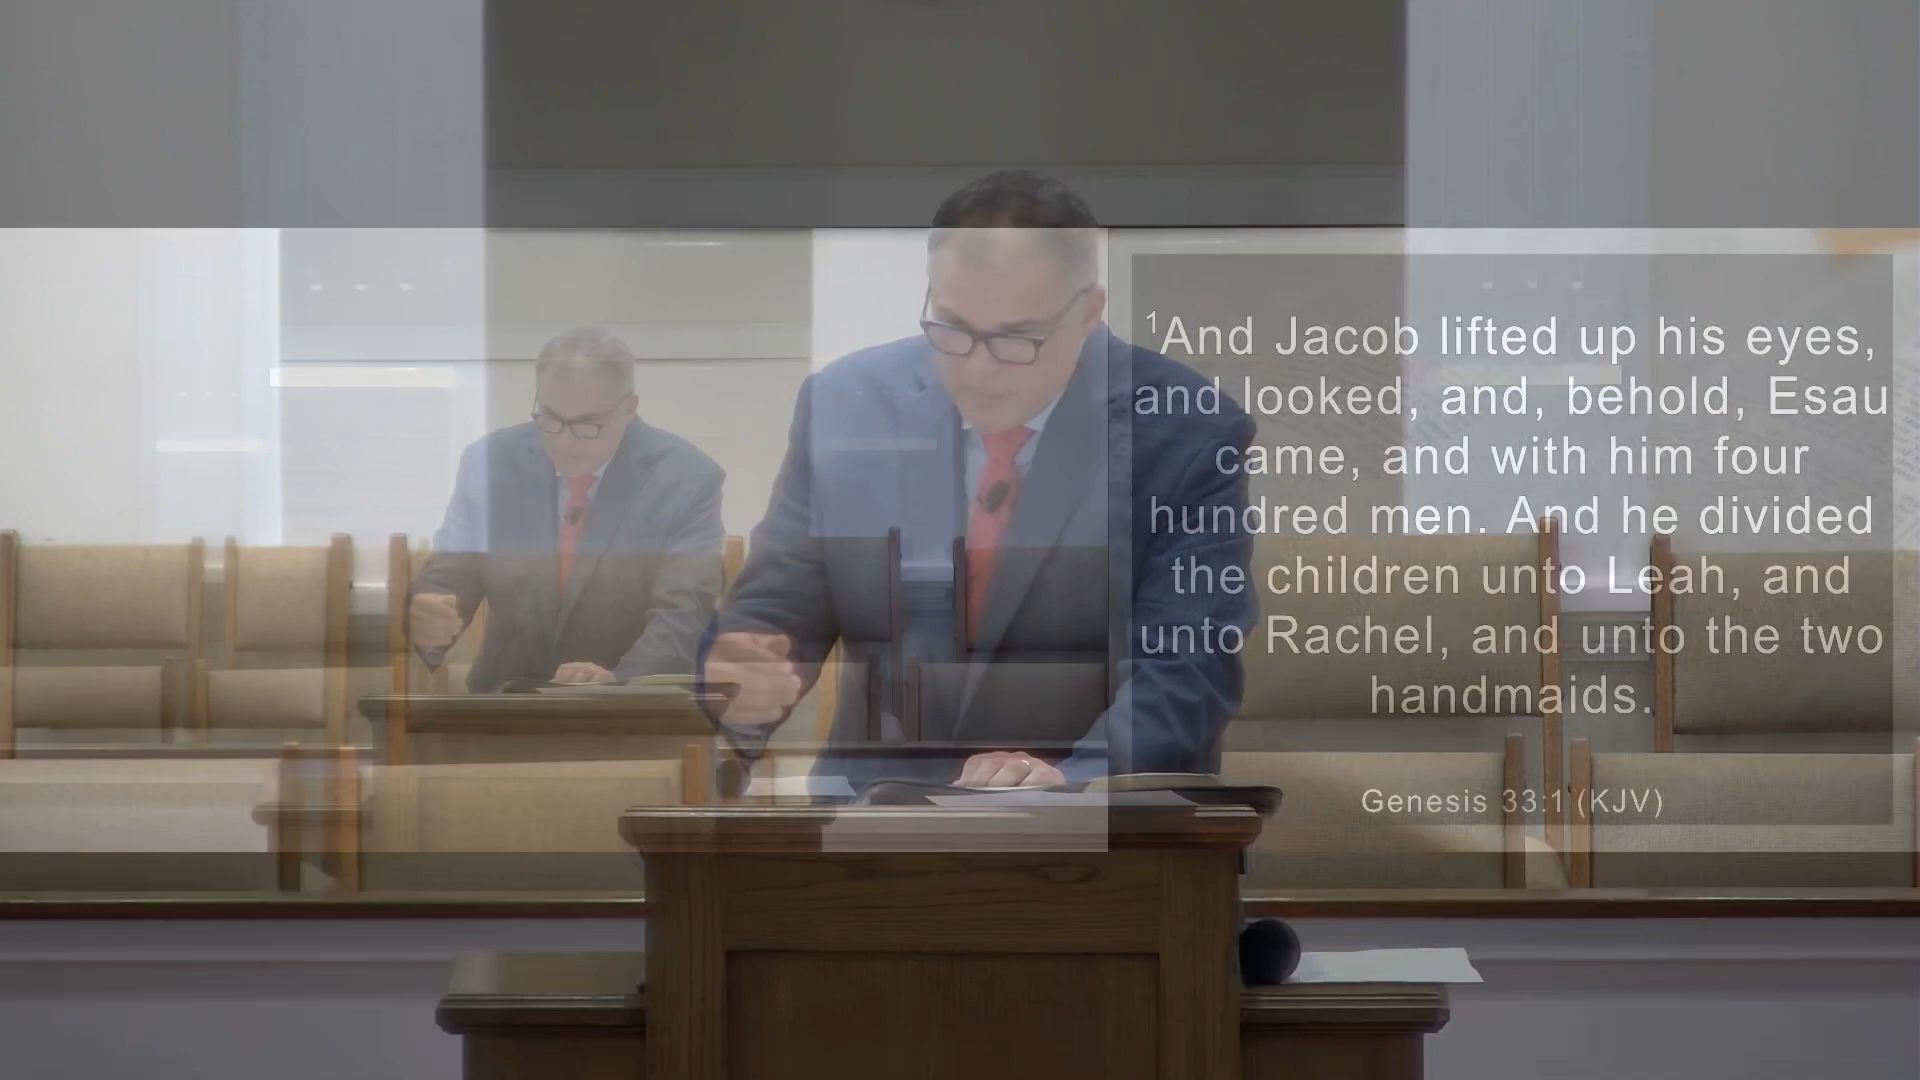 ¹And Jacob lifted up his eyes,
and looked, and, behold, Esau
came, and with him four
hundred men. And he divided
the children unto Leah, and
unto Rachel, and unto the two
handmaids.
Genesis 33:1 (KJV)